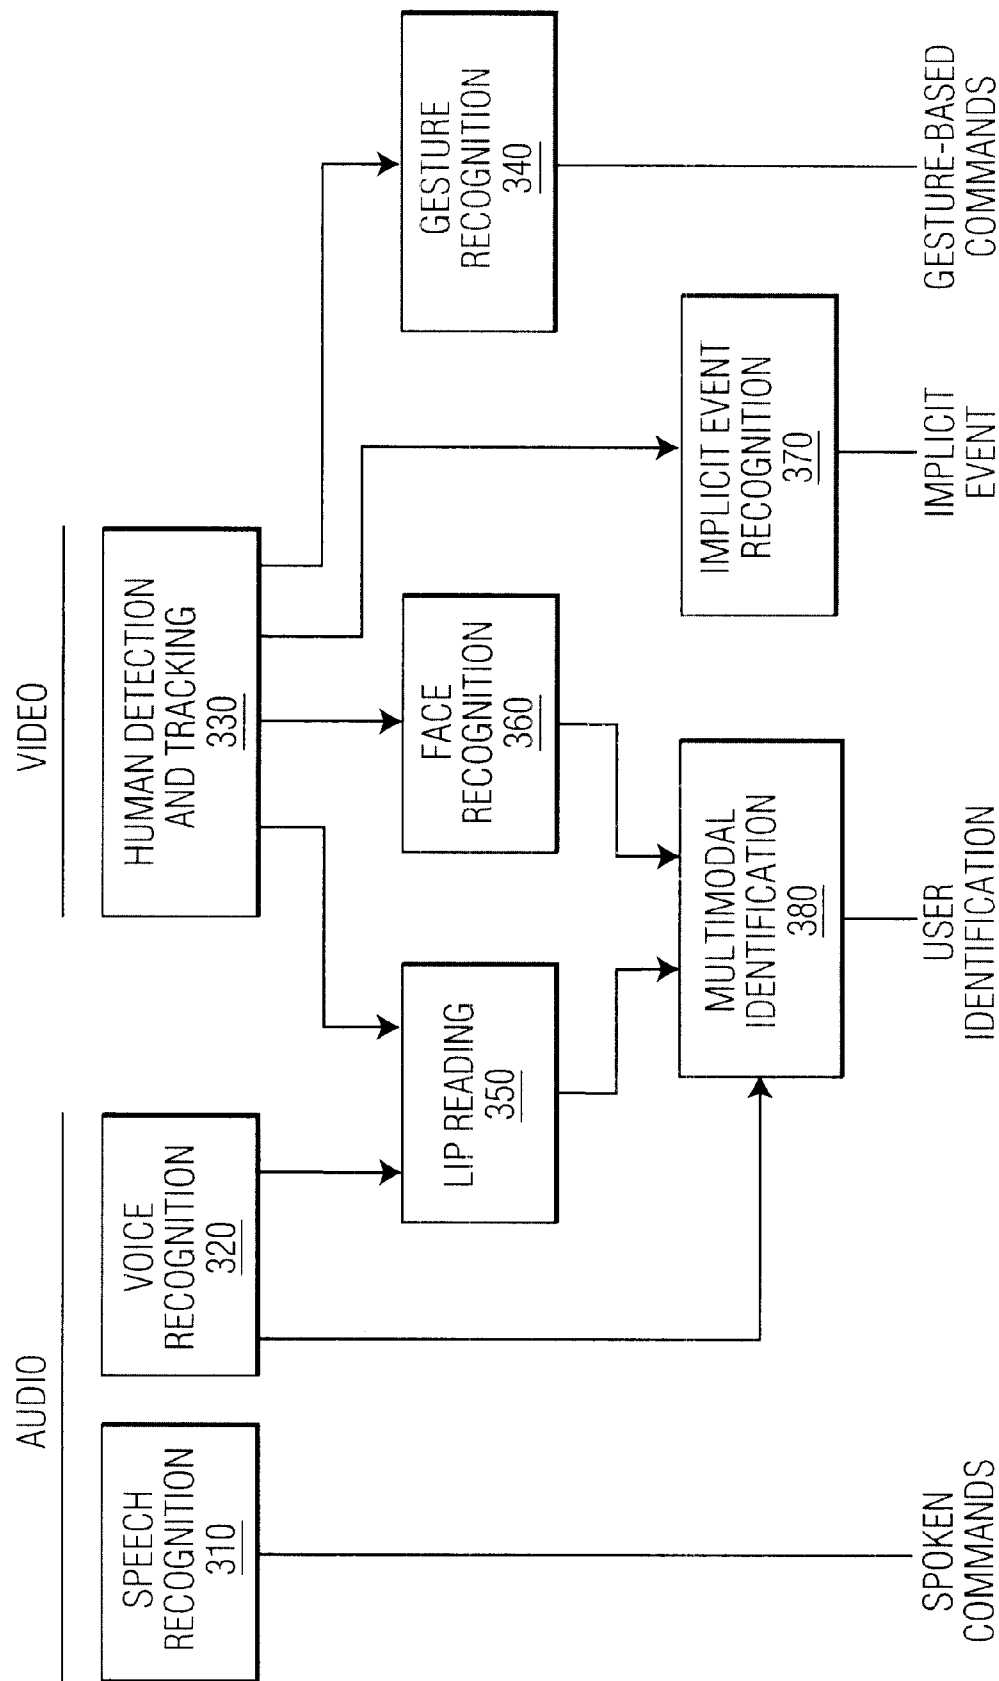 AUDIO
VIDEO
SPEECH
RECOGNITION
310
VOICE
RECOGNITION
320
HUMAN DETECTION
AND TRACKING
330
LIP READING
350
FACE
RECOGNITION
360
GESTURE
RECOGNITION
340
MULTIMODAL
IDENTIFICATION
380
IMPLICIT EVENT
RECOGNITION
370
SPOKEN
COMMANDS
USER
IDENTIFICATION
IMPLICIT
EVENT
GESTURE-BASED
COMMANDS